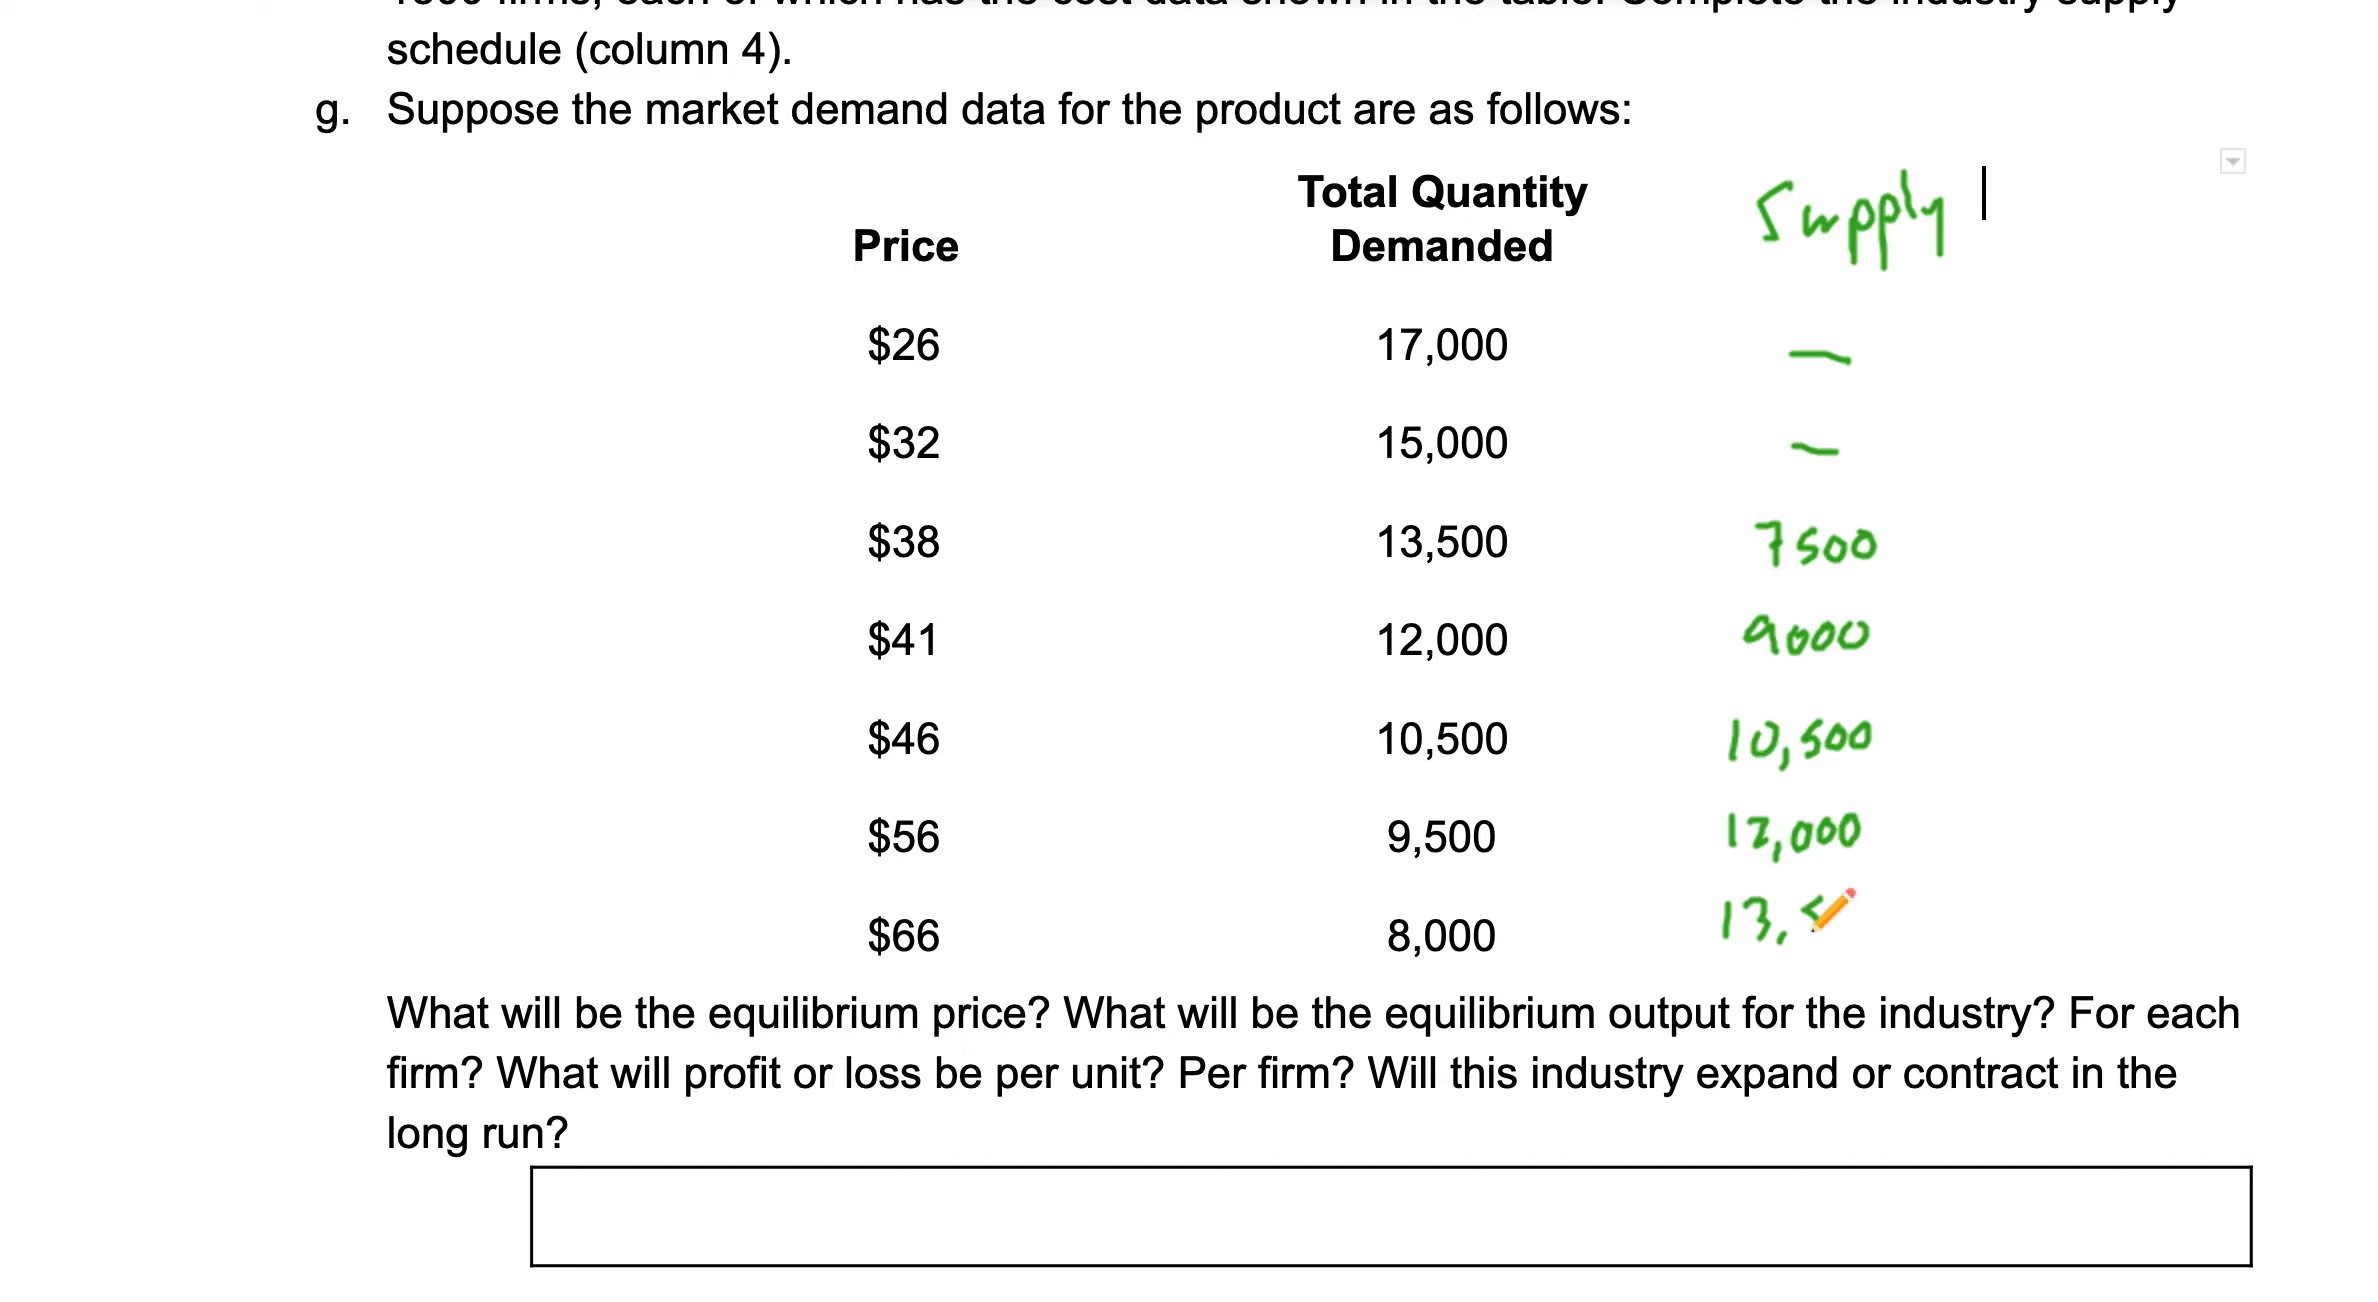 schedule (column 4).
g. Suppose the market demand data for the product are as follows:
Price Total Quantity Demanded Supply
$26 17,000 —
$32 15,000 —
$38 13,500 7500
$41 12,000 9000
$46 10,500 10,500
$56 9,500 12,000
$66 8,000 13,
What will be the equilibrium price? What will be the equilibrium output for the industry? For each
firm? What will profit or loss be per unit? Per firm? Will this industry expand or contract in the
long run?